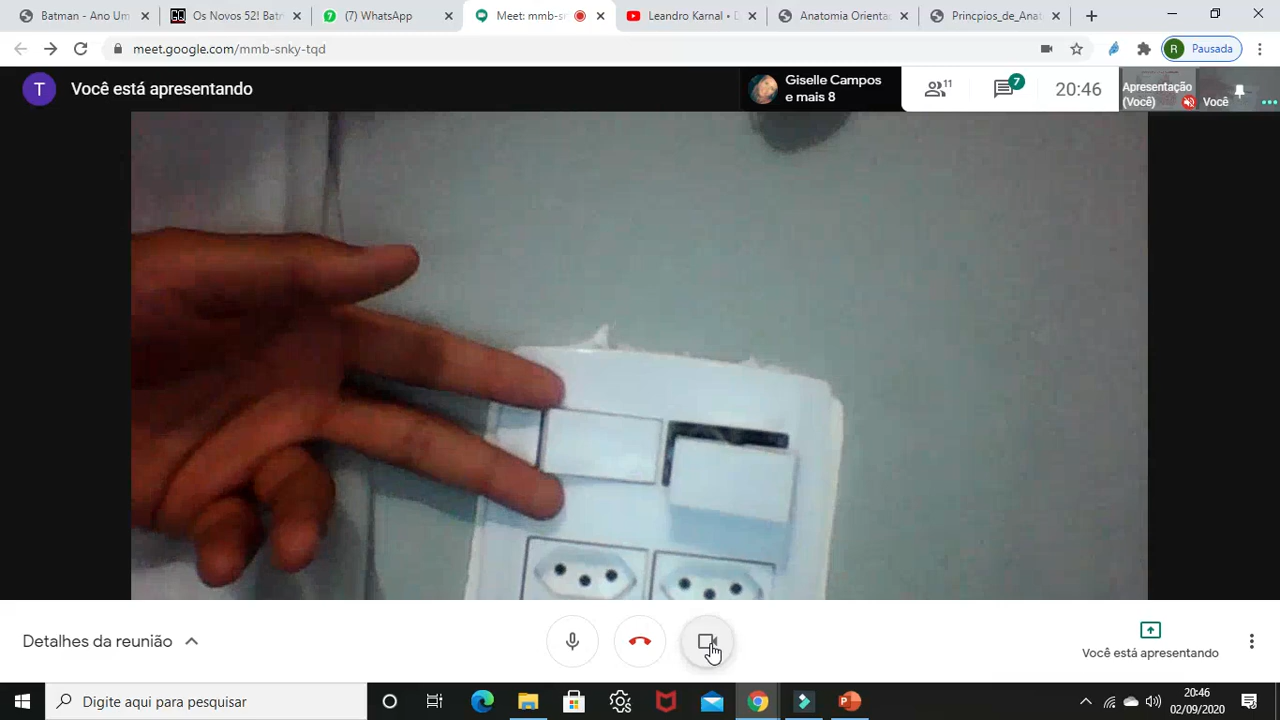 Batman - Ano Um
Os Novos 52! Batr
(7) WhatsApp
Meet: mmb-s
Leandro Karnal - D
Anatomia Orienta
Princpios_de_Anat
meet.google.com/mmb-snky-tqd
R Pausada
T Você está apresentando
Giselle Campos
e mais 8
11
7
20:46
Apresentação
(Você)
Você
Detalhes da reunião
Você está apresentando
Digite aqui para pesquisar
20:46
02/09/2020